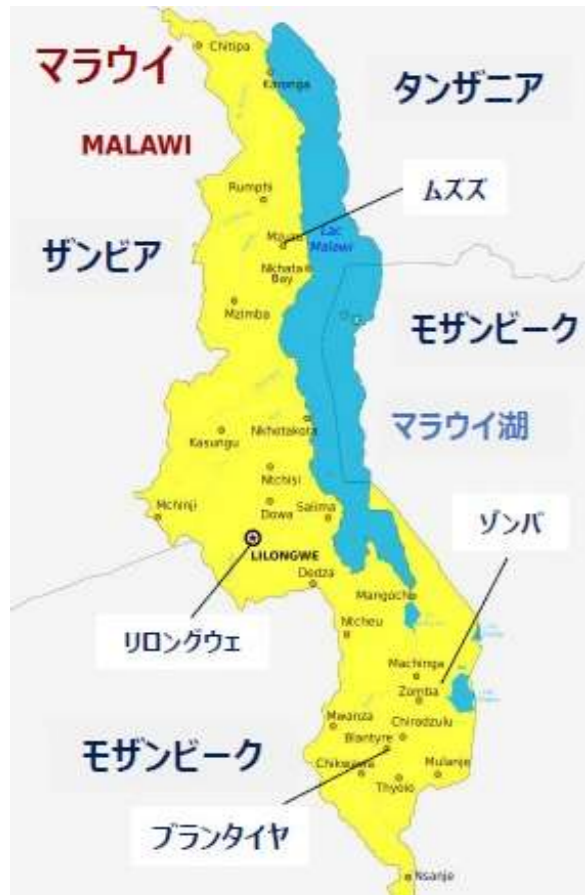 Chitipa
マラウイ
タンザニア
Karonga
MALAWI
Rumphi
ムズズ
Mzuzu
Lac
Malawi
ザンビア
Nkhata
Bay
Mzimba
モザンビーク
マラウイ湖
Nkhotakota
Kasungu
Ntchisi
Mchinji
Dowa
Salima
ゾンバ
LILONGWE
Dedza
Mangochi
リロングウェ
Ntcheu
Machinga
Zomba
Mwanza
Chiradzulu
モザンビーク
Blantyre
Chikwawa
Mulanje
Thyolo
ブランタイヤ
Nsanje